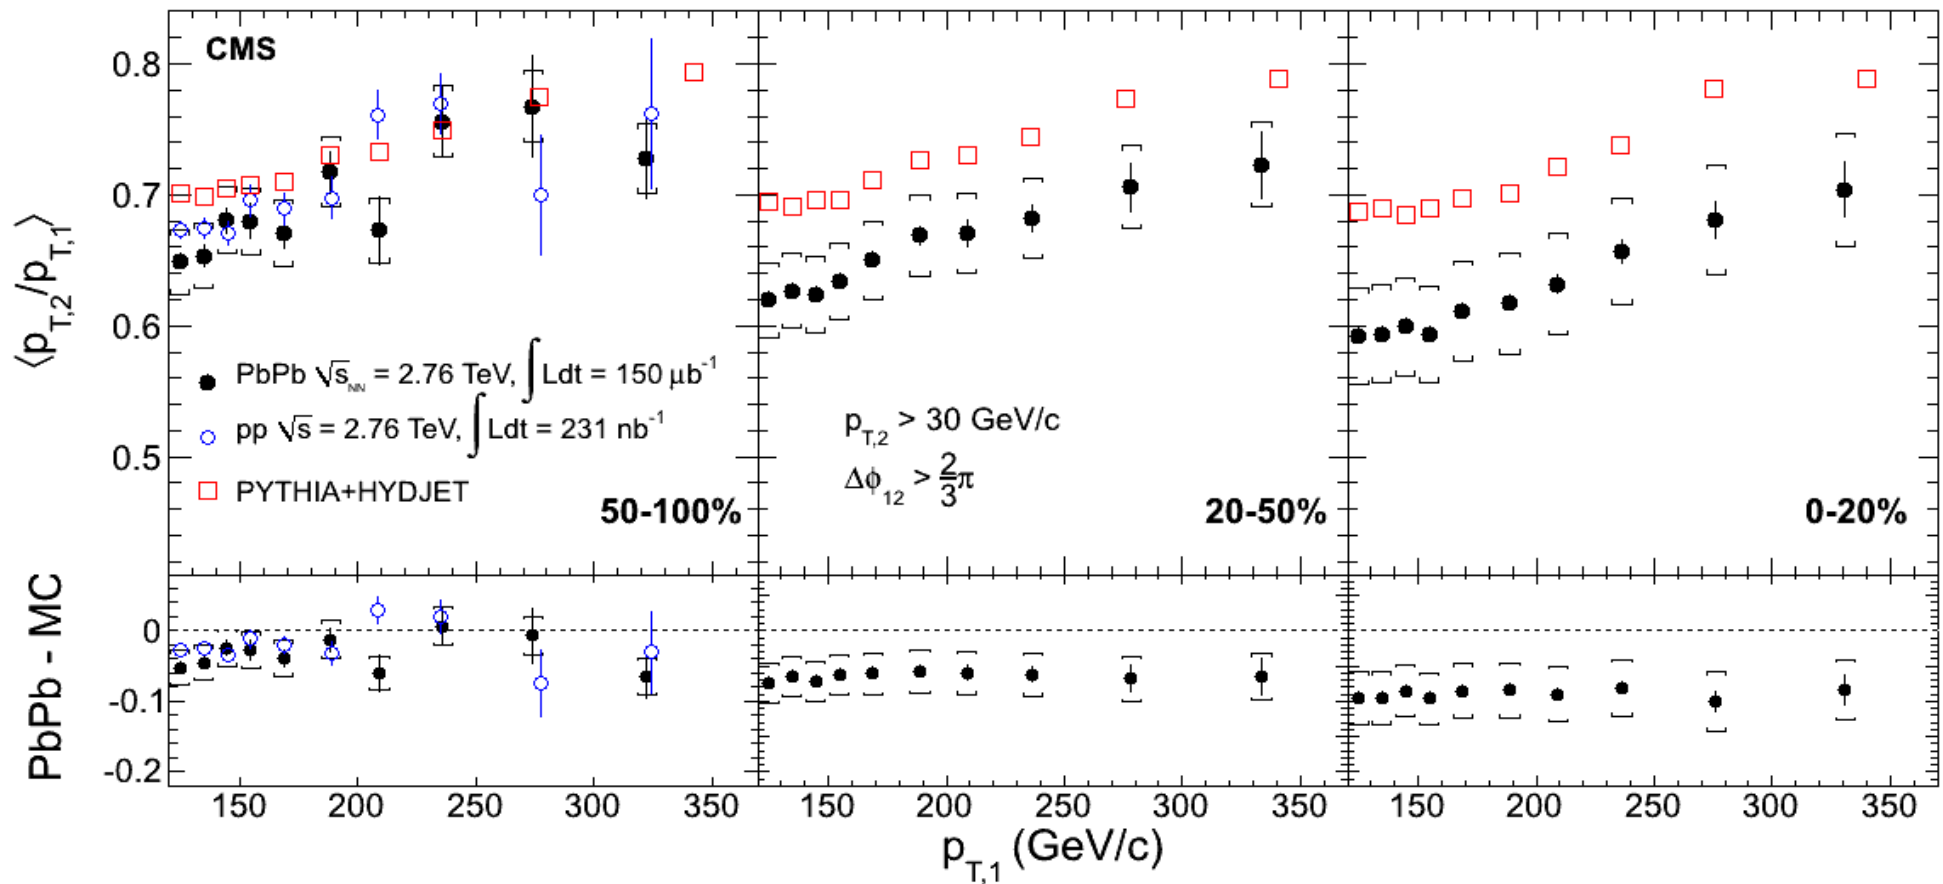 CMS
0.8
0.7
0.6
0.5
⟨p_T,2/p_T,1⟩
PbPb √s_NN = 2.76 TeV, ∫ Ldt = 150 μb⁻¹
pp √s = 2.76 TeV, ∫ Ldt = 231 nb⁻¹
PYTHIA+HYDJET
50-100%
p_T,2 > 30 GeV/c
Δϕ_12 > 2/3 π
20-50%
0-20%
PbPb - MC
0
-0.1
-0.2
150 200 250 300 350 150 200 250 300 350 150 200 250 300 350
p_T,1 (GeV/c)